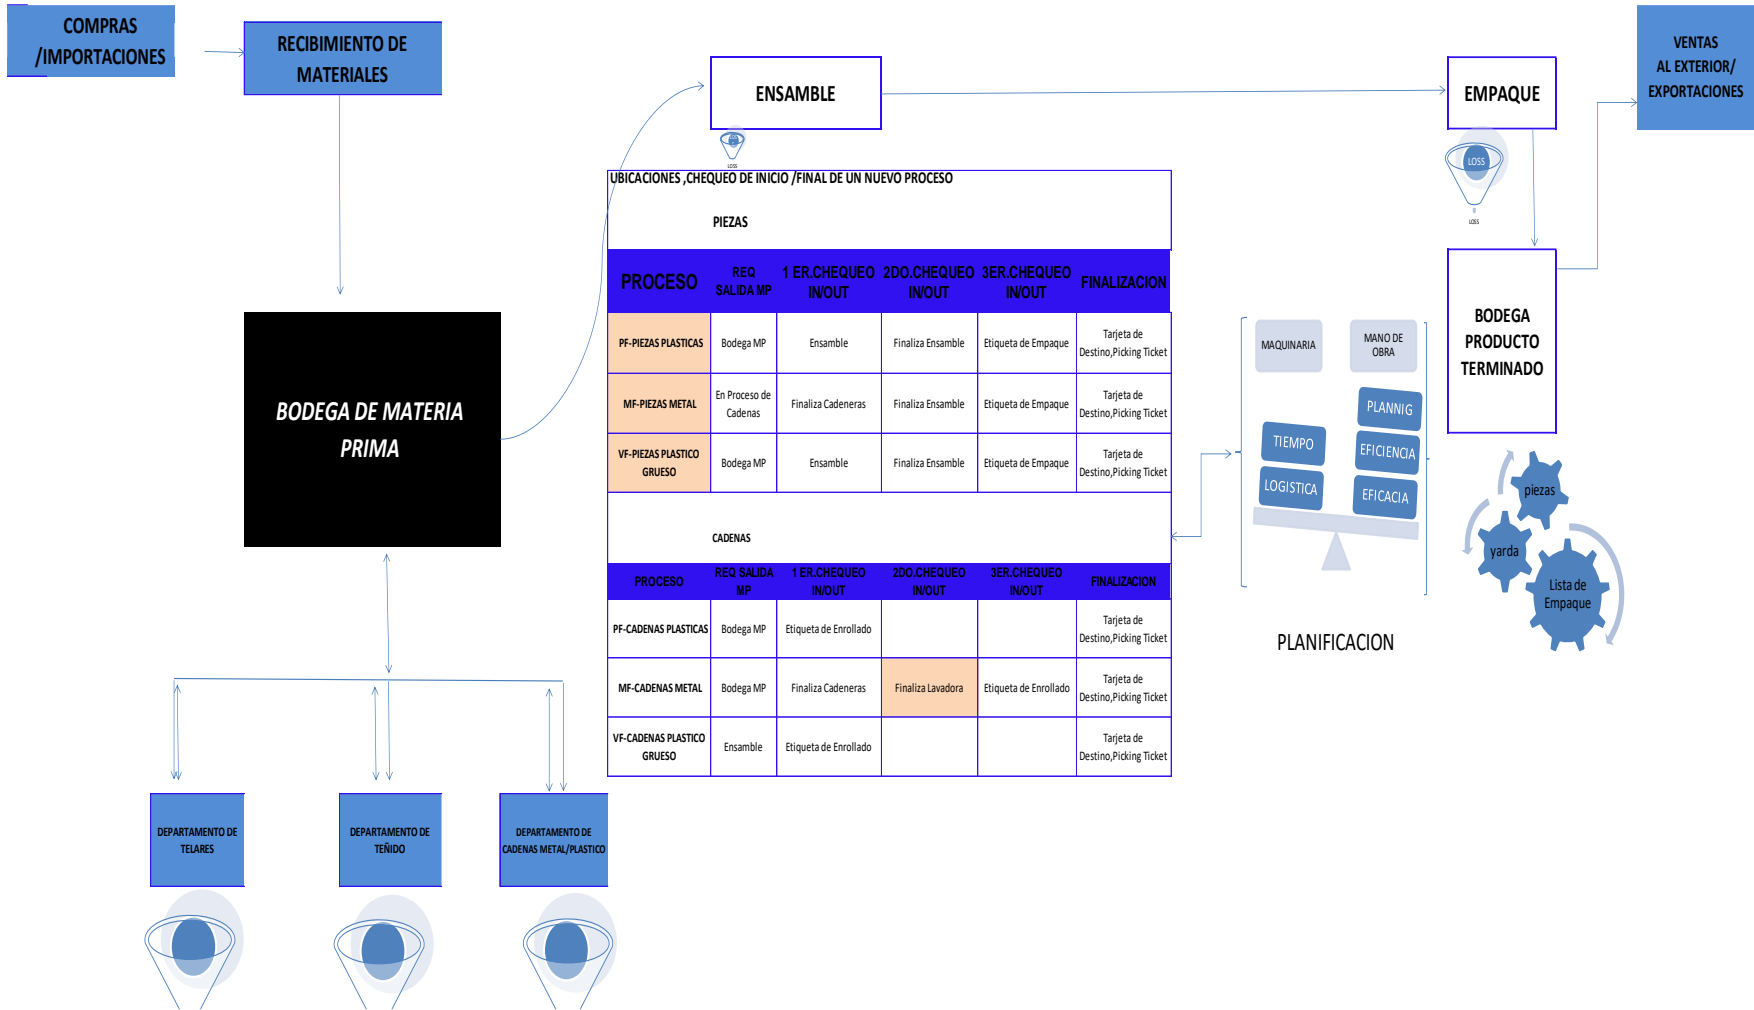 COMPRAS
/IMPORTACIONES
RECIBIMIENTO DE
MATERIALES
ENSAMBLE
EMPAQUE
VENTAS
AL EXTERIOR/
EXPORTACIONES
LOSS
LOSS
LOSS
UBICACIONES ,CHEQUEO DE INICIO /FINAL DE UN NUEVO PROCESO
PIEZAS
PROCESO
REQ
SALIDA MP
1 ER.CHEQUEO
IN/OUT
2DO.CHEQUEO
IN/OUT
3ER.CHEQUEO
IN/OUT
FINALIZACION
PF-PIEZAS PLASTICAS
Bodega MP
Ensamble
Finaliza Ensamble
Etiqueta de Empaque
Tarjeta de
Destino,Picking Ticket
MF-PIEZAS METAL
En Proceso de
Cadenas
Finaliza Cadeneras
Finaliza Ensamble
Etiqueta de Empaque
Tarjeta de
Destino,Picking Ticket
VF-PIEZAS PLASTICO
GRUESO
Bodega MP
Ensamble
Finaliza Ensamble
Etiqueta de Empaque
Tarjeta de
Destino,Picking Ticket
CADENAS
PROCESO
REQ SALIDA
MP
1 ER.CHEQUEO
IN/OUT
2DO.CHEQUEO
IN/OUT
3ER.CHEQUEO
IN/OUT
FINALIZACION
PF-CADENAS PLASTICAS
Bodega MP
Etiqueta de Enrollado
Tarjeta de
Destino,Picking Ticket
MF-CADENAS METAL
Bodega MP
Finaliza Cadeneras
Finaliza Lavadora
Etiqueta de Enrollado
Tarjeta de
Destino,Picking Ticket
VF-CADENAS PLASTICO
GRUESO
Ensamble
Etiqueta de Enrollado
Tarjeta de
Destino,Picking Ticket
BODEGA DE MATERIA
PRIMA
BODEGA
PRODUCTO
TERMINADO
MAQUINARIA
MANO DE
OBRA
PLANNIG
TIEMPO
EFICIENCIA
LOGISTICA
EFICACIA
PLANIFICACION
piezas
yarda
Lista de
Empaque
DEPARTAMENTO DE
TELARES
DEPARTAMENTO DE
TEÑIDO
DEPARTAMENTO DE
CADENAS METAL/PLASTICO